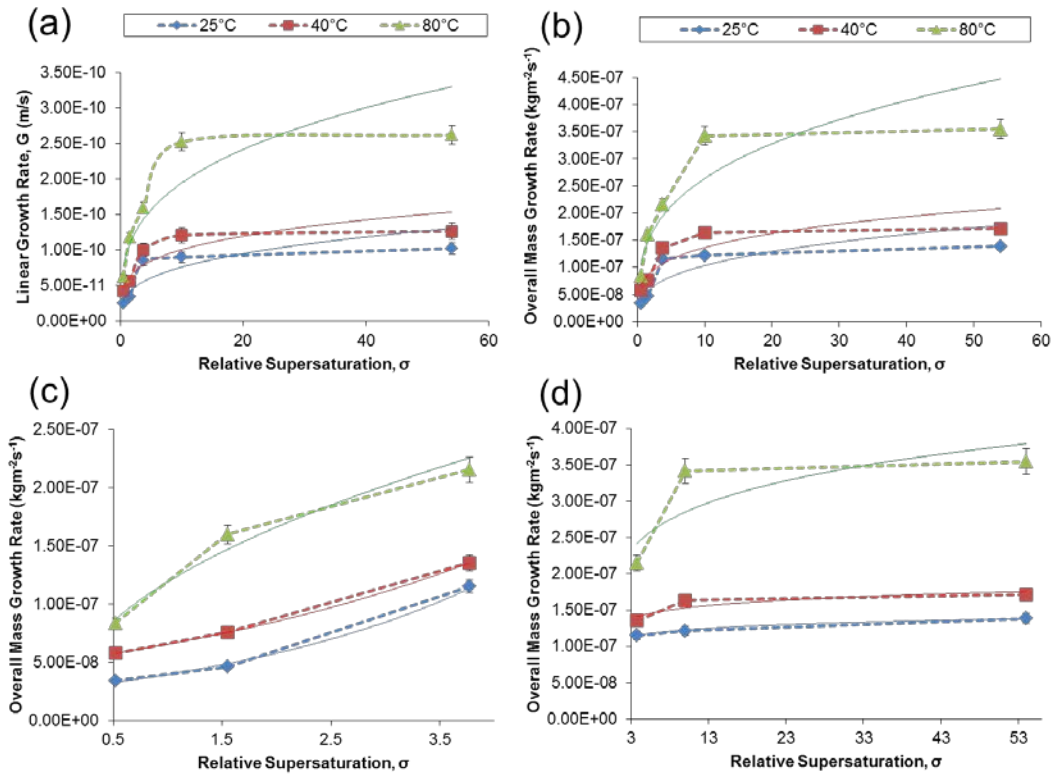 (a)
25°C 40°C 80°C
Linear Growth Rate, G (m/s)
3.50E-10
3.00E-10
2.50E-10
2.00E-10
1.50E-10
1.00E-10
5.00E-11
0.00E+00
0 20 40 60
Relative Supersaturation, σ
(b)
25°C 40°C 80°C
Overall Mass Growth Rate (kgm-2s-1)
4.50E-07
4.00E-07
3.50E-07
3.00E-07
2.50E-07
2.00E-07
1.50E-07
1.00E-07
5.00E-08
0.00E+00
0 10 20 30 40 50 60
Relative Supersaturation, σ
(c)
Overall Mass Growth Rate (kgm-2s-1)
2.50E-07
2.00E-07
1.50E-07
1.00E-07
5.00E-08
0.00E+00
0.5 1.5 2.5 3.5
Relative Supersaturation, σ
(d)
Overall Mass Growth Rate (kgm-2s-1)
4.00E-07
3.50E-07
3.00E-07
2.50E-07
2.00E-07
1.50E-07
1.00E-07
5.00E-08
0.00E+00
3 13 23 33 43 53
Relative Supersaturation, σ